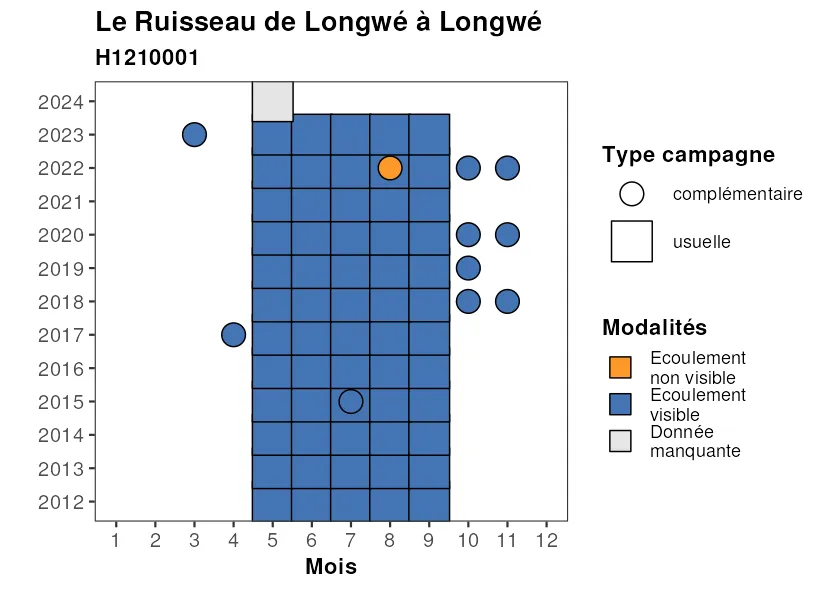 Le Ruisseau de Longwé à Longwé
H1210001
2024
2023
2022
2021
2020
2019
2018
2017
2016
2015
2014
2013
2012
1 2 3 4 5 6 7 8 9 10 11 12
Mois
Type campagne
complémentaire
usuelle
Modalités
Ecoulement
non visible
Ecoulement
visible
Donnée
manquante